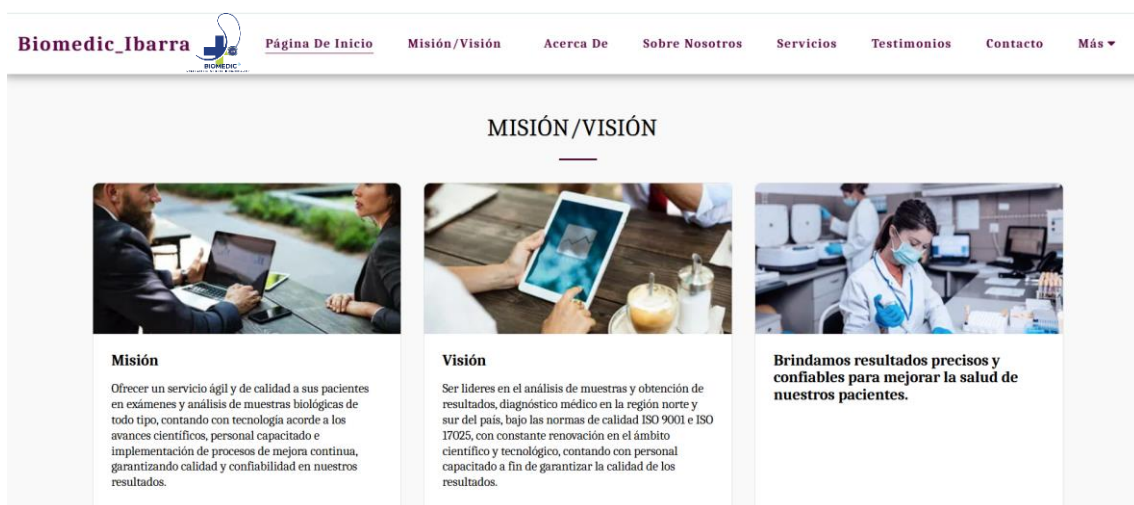 Biomedic_Ibarra
BIOMEDIC
Página De Inicio
Misión/Visión
Acerca De
Sobre Nosotros
Servicios
Testimonios
Contacto
Más
MISIÓN/VISIÓN
Misión
Ofrecer un servicio ágil y de calidad a sus pacientes
en exámenes y análisis de muestras biológicas de
todo tipo, contando con tecnología acorde a los
avances científicos, personal capacitado e
implementación de procesos de mejora continua,
garantizando calidad y confiabilidad en nuestros
resultados.
Visión
Ser lideres en el análisis de muestras y obtención de
resultados, diagnóstico médico en la región norte y
sur del país, bajo las normas de calidad ISO 9001 e ISO
17025, con constante renovación en el ámbito
científico y tecnológico, contando con personal
capacitado a fin de garantizar la calidad de los
resultados.
Brindamos resultados precisos y
confiables para mejorar la salud de
nuestros pacientes.